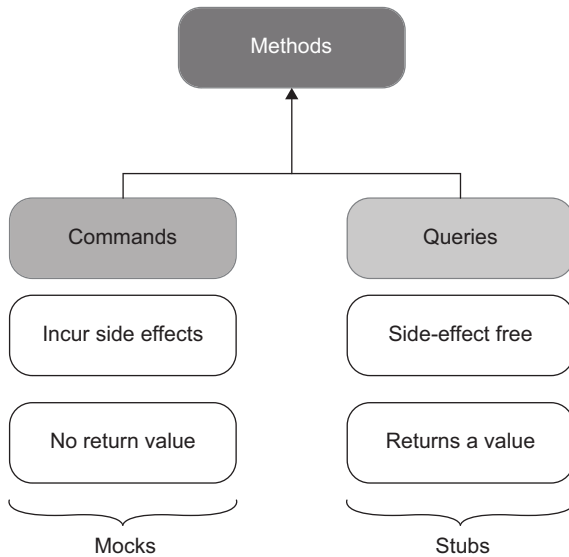 Methods
Commands
Queries
Incur side effects
Side-effect free
No return value
Returns a value
Mocks
Stubs